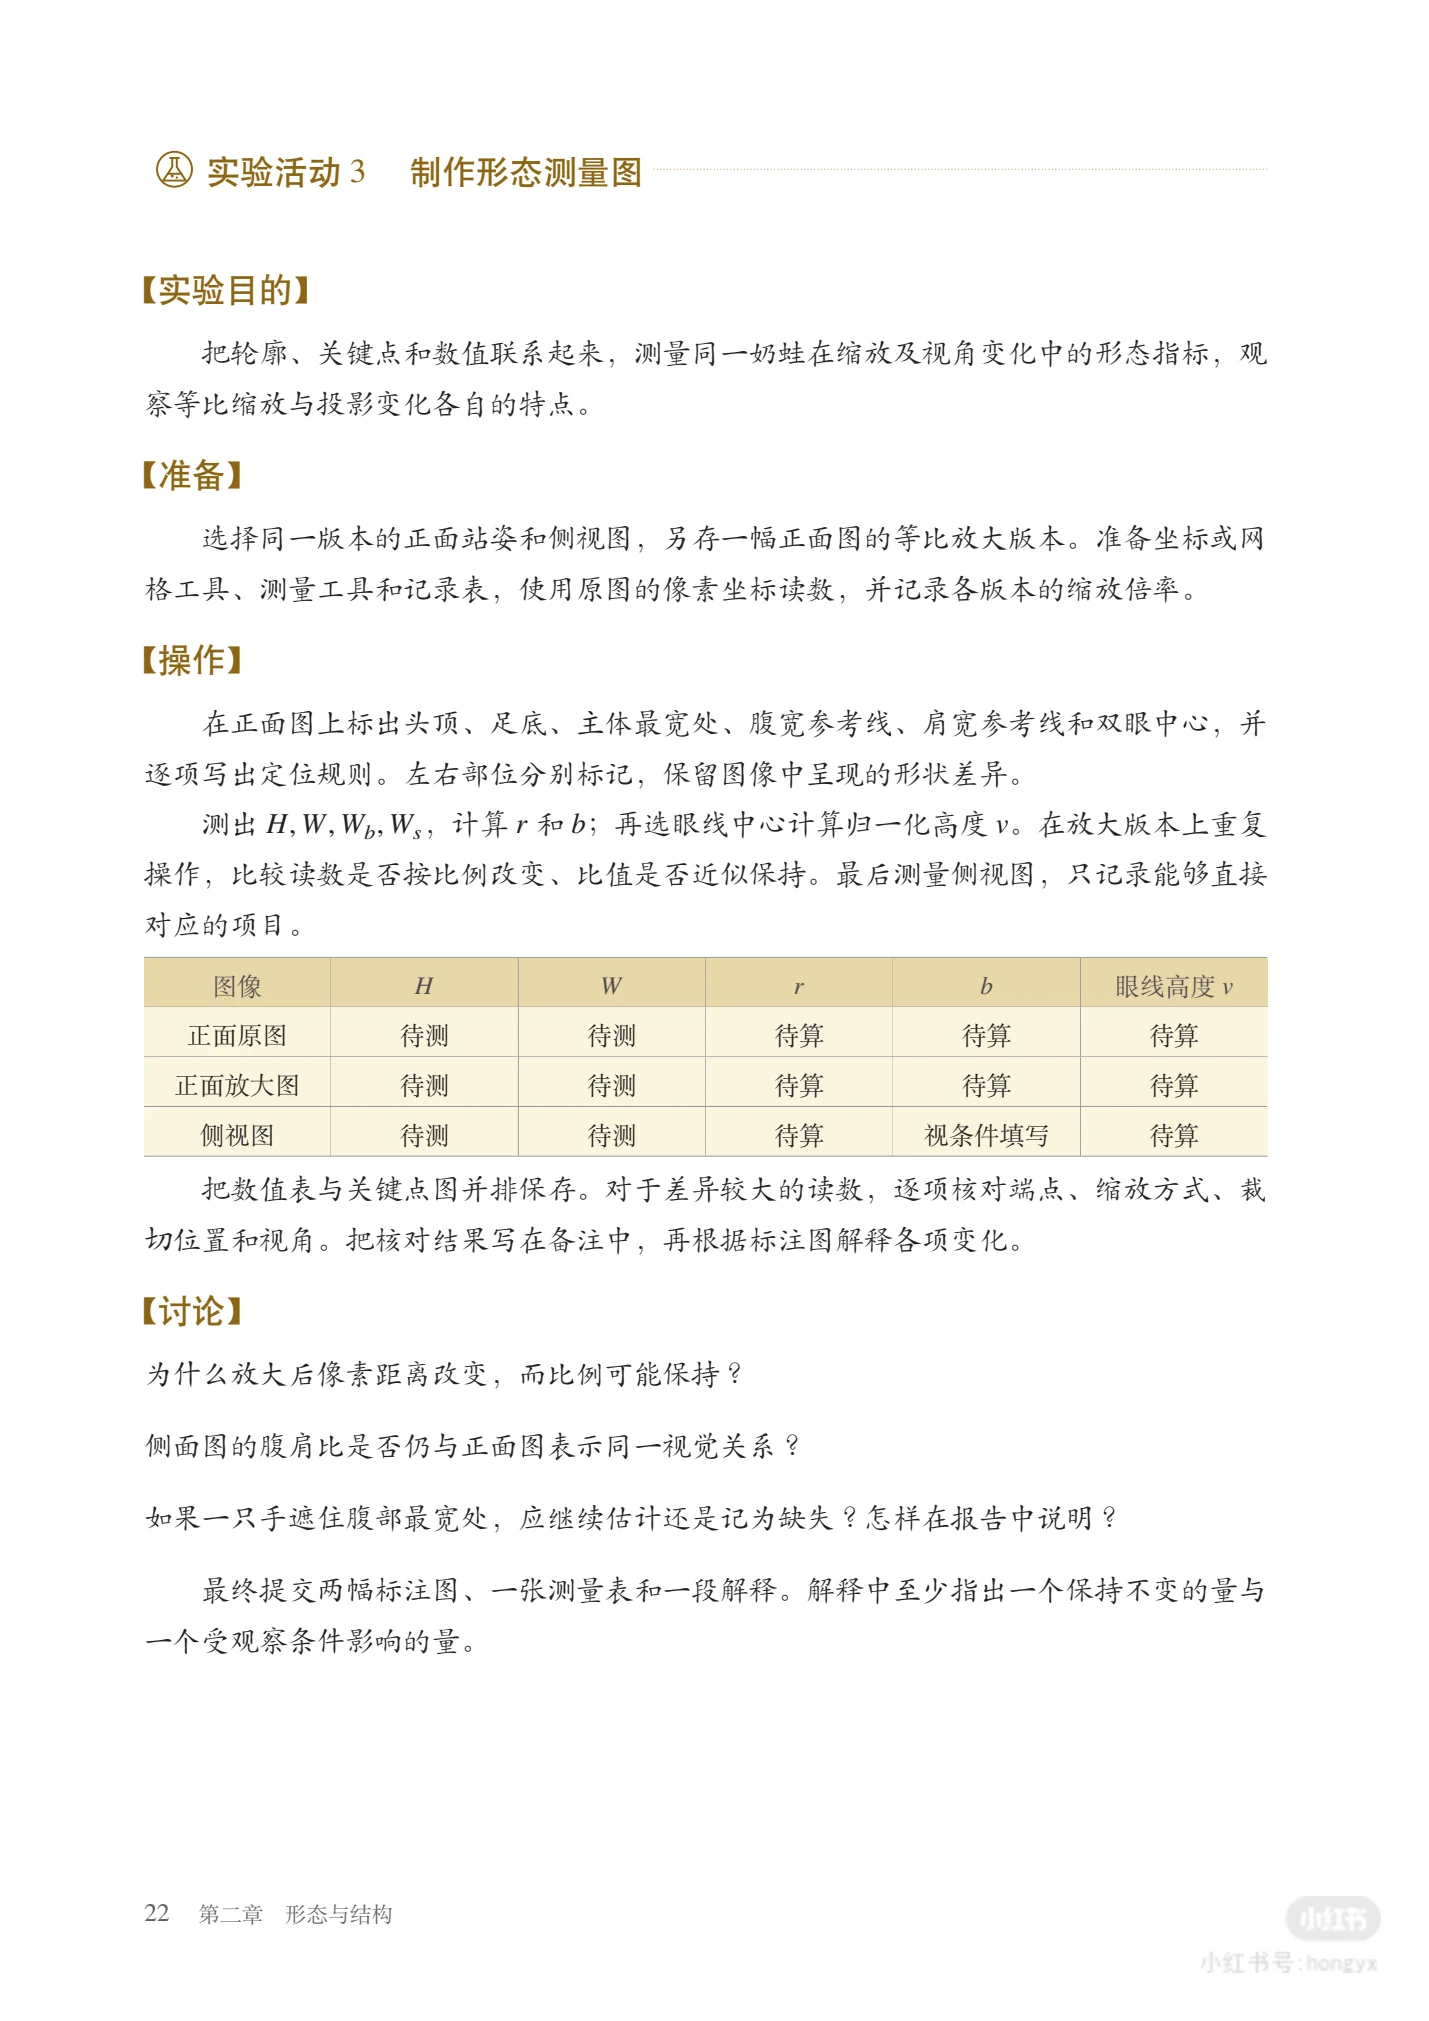 实验活动 3 制作形态测量图
【实验目的】
把轮廓、关键点和数值联系起来，测量同一奶蛙在缩放及视角变化中的形态指标，观
察等比缩放与投影变化各自的特点。
【准备】
选择同一版本的正面站姿和侧视图，另存一幅正面图的等比放大版本。准备坐标或网
格工具、测量工具和记录表，使用原图的像素坐标读数，并记录各版本的缩放倍率。
【操作】
在正面图上标出头顶、足底、主体最宽处、腹宽参考线、肩宽参考线和双眼中心，并
逐项写出定位规则。左右部位分别标记，保留图像中呈现的形状差异。
测出 H, W, W_b, W_s，计算 r 和 b；再选眼线中心计算归一化高度 v。在放大版本上重复
操作，比较读数是否按比例改变、比值是否近似保持。最后测量侧视图，只记录能够直接
对应的项目。
图像 H W r b 眼线高度 v
正面原图 待测 待测 待算 待算 待算
正面放大图 待测 待测 待算 待算 待算
侧视图 待测 待测 待算 视条件填写 待算
把数值表与关键点图并排保存。对于差异较大的读数，逐项核对端点、缩放方式、裁
切位置和视角。把核对结果写在备注中，再根据标注图解释各项变化。
【讨论】
为什么放大后像素距离改变，而比例可能保持？
侧面图的腹肩比是否仍与正面图表示同一视觉关系？
如果一只手遮住腹部最宽处，应继续估计还是记为缺失？怎样在报告中说明？
最终提交两幅标注图、一张测量表和一段解释。解释中至少指出一个保持不变的量与
一个受观察条件影响的量。
22 第二章 形态与结构
小红书
小红书号:hongyx